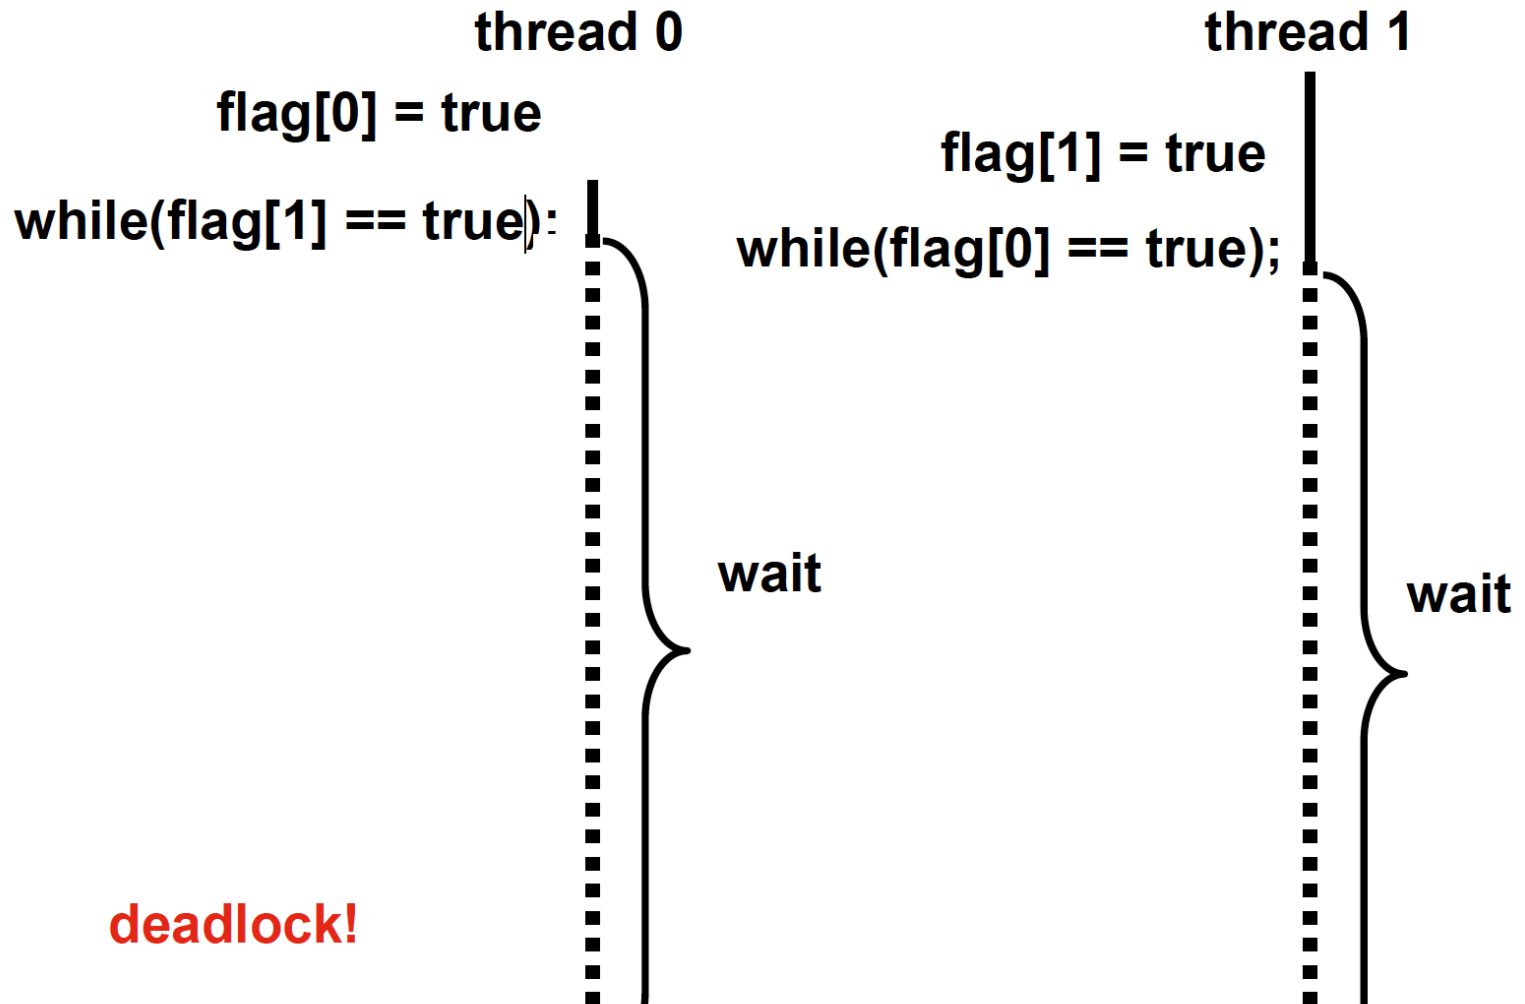 thread 0
thread 1
flag[0] = true
flag[1] = true
while(flag[1] == true);
while(flag[0] == true);
wait
wait
deadlock!